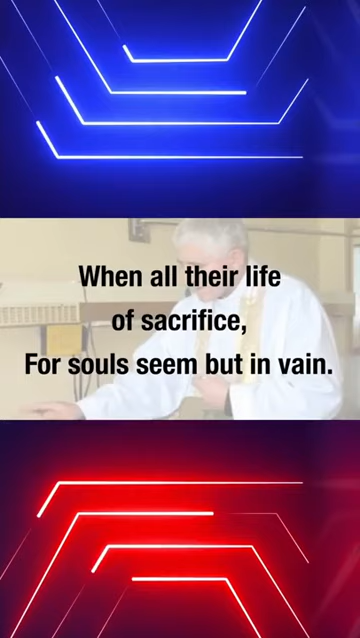 When all their life
of sacrifice,
For souls seem but in vain.